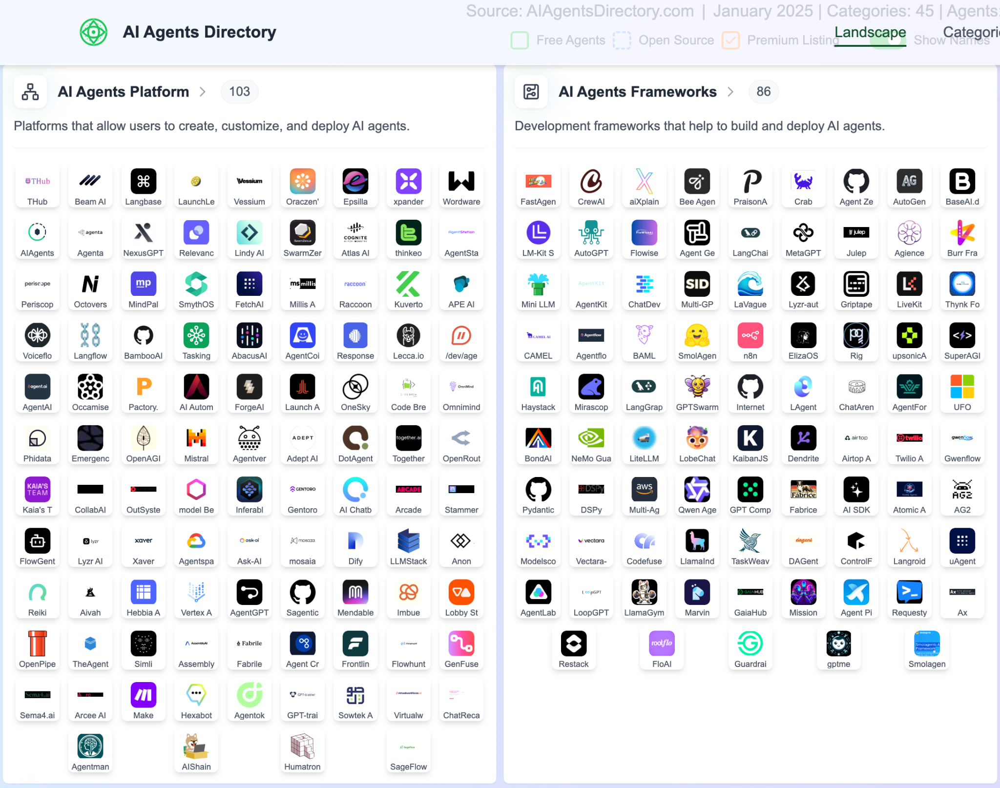 Source: AIAgentsDirectory.com | January 2025 | Categories: 45 | Agents:
AI Agents Directory
Landscape
Categori
Free Agents
Open Source
Premium Listing
Show Names
AI Agents Platform
103
Platforms that allow users to create, customize, and deploy AI agents.
THub Beam AI Langbase LaunchLe Vessium Oraczen' Epsilla xpander Wordware
AIAgents Agenta NexusGPT Relevanc Lindy AI SwarmZer Atlas AI thinkeo AgentSta
Periscop Octovers MindPal SmythOS FetchAI Millis A Raccoon Kuverto APE AI
Voiceflo Langflow BambooAI Tasking AbacusAI AgentCoi Response Lecca.io /dev/age
AgentAI Occamise Pactory. AI Autom ForgeAI Launch A OneSky Code Bre Omnimind
Phidata Emergenc OpenAGI Mistral Agentver Adept AI DotAgent Together OpenRout
Kaia's T CollabAI OutSyste model Be Inferabl Gentoro AI Chatb Arcade Stammer
FlowGent Lyzr AI Xaver Agentspa Ask-AI mosaia Dify LLMStack Anon
Reiki Aivah Hebbia A Vertex A AgentGPT Sagentic Mendable Imbue Lobby St
OpenPipe TheAgent Simli Assembly Fabrile Agent Cr Frontlin Flowhunt GenFuse
Sema4.ai Arcee AI Make Hexabot Agentok GPT-trai Sowtek A Virtualw ChatReca
Agentman AIShain Humatron SageFlow
AI Agents Frameworks
86
Development frameworks that help to build and deploy AI agents.
FastAgen CrewAI aiXplain Bee Agen PraisonA Crab Agent Ze AutoGen BaseAI.d
LM-Kit S AutoGPT Flowise Agent Ge LangChai MetaGPT Julep Agience Burr Fra
Mini LLM AgentKit ChatDev Multi-GP LaVague Lyzr-aut Griptape LiveKit Thynk Fo
CAMEL Agentflo BAML SmolAgen n8n ElizaOS Rig upsonicA SuperAGI
Haystack Mirascop LangGrap GPTSwarm Internet LAgent ChatAren AgentFor UFO
BondAI NeMo Gua LiteLLM LobeChat KaibanJS Dendrite Airtop A Twilio A Gwenflow
Pydantic DSPy Multi-Ag Qwen Age GPT Comp Fabrice AI SDK Atomic A AG2
Modelsco Vectara- Codefuse LlamaInd TaskWeav DAGent ControlF Langroid uAgent
AgentLab LoopGPT LlamaGym Marvin GaiaHub Mission Agent Pi Requesty Ax
Restack FloAI Guardrai gptme Smolagen